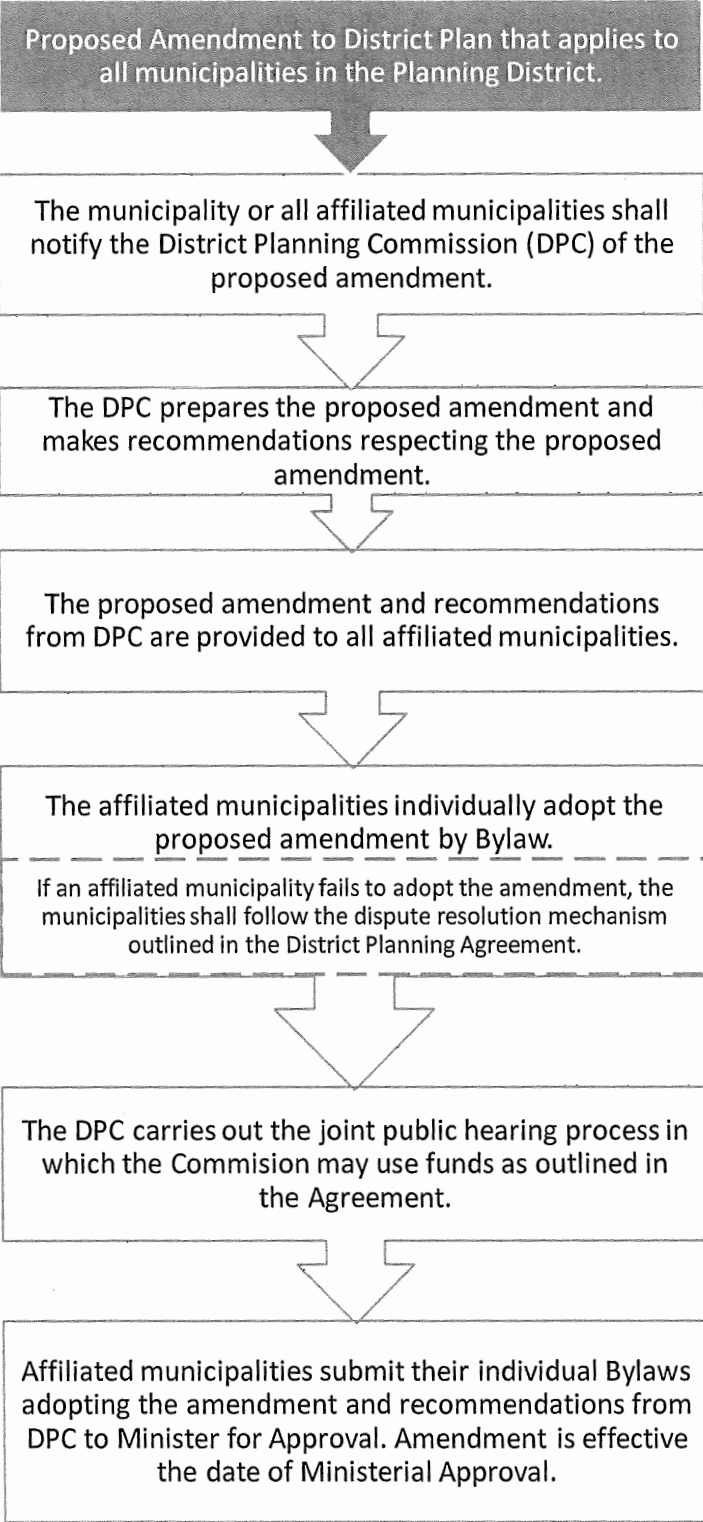 Proposed Amendment to District Plan that applies to
all municipalities in the Planning District.
The municipality or all affiliated municipalities shall
notify the District Planning Commission (DPC) of the
proposed amendment.
The DPC prepares the proposed amendment and
makes recommendations respecting the proposed
amendment.
The proposed amendment and recommendations
from DPC are provided to all affiliated municipalities.
The affiliated municipalities individually adopt the
proposed amendment by Bylaw.
If an affiliated municipality fails to adopt the amendment, the
municipalities shall follow the dispute resolution mechanism
outlined in the District Planning Agreement.
The DPC carries out the joint public hearing process in
which the Commision may use funds as outlined in
the Agreement.
Affiliated municipalities submit their individual Bylaws
adopting the amendment and recommendations from
DPC to Minister for Approval. Amendment is effective
the date of Ministerial Approval.